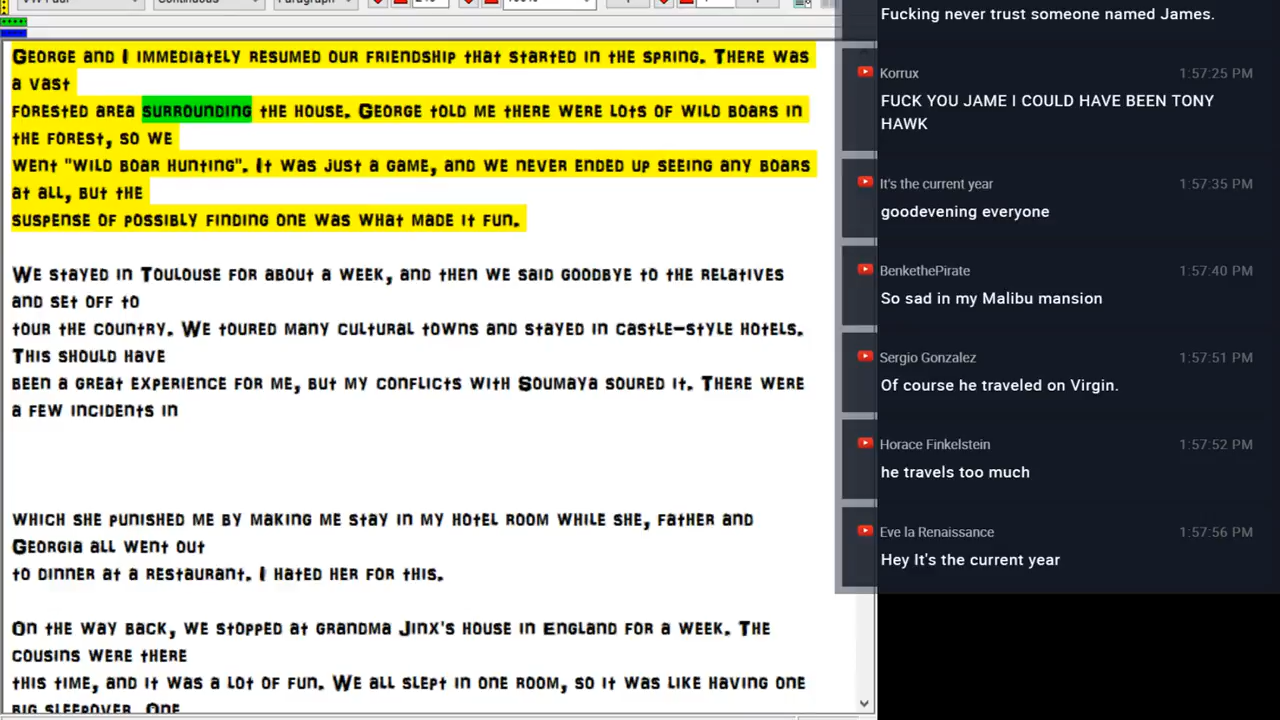 Continuous
Paragraph
George and I immediately resumed our friendship that started in the spring. There was
a vast
forested area surrounding the house. George told me there were lots of wild boars in
the forest, so we
went "wild boar hunting". It was just a game, and we never ended up seeing any boars
at all, but the
suspense of possibly finding one was what made it fun.
We stayed in Toulouse for about a week, and then we said goodbye to the relatives
and set off to
tour the country. We toured many cultural towns and stayed in castle-style hotels.
This should have
been a great experience for me, but my conflicts with Soumaya soured it. There were
a few incidents in
which she punished me by making me stay in my hotel room while she, father and
Georgia all went out
to dinner at a restaurant. I hated her for this.
On the way back, we stopped at grandma Jinx's house in England for a week. The
cousins were there
this time, and it was a lot of fun. We all slept in one room, so it was like having one
big sleepover. One
Fucking never trust someone named James.
Korrux 1:57:25 PM
FUCK YOU JAME I COULD HAVE BEEN TONY
HAWK
It's the current year 1:57:35 PM
goodevening everyone
BenkethePirate 1:57:40 PM
So sad in my Malibu mansion
Sergio Gonzalez 1:57:51 PM
Of course he traveled on Virgin.
Horace Finkelstein 1:57:52 PM
he travels too much
Eve la Renaissance 1:57:56 PM
Hey It's the current year